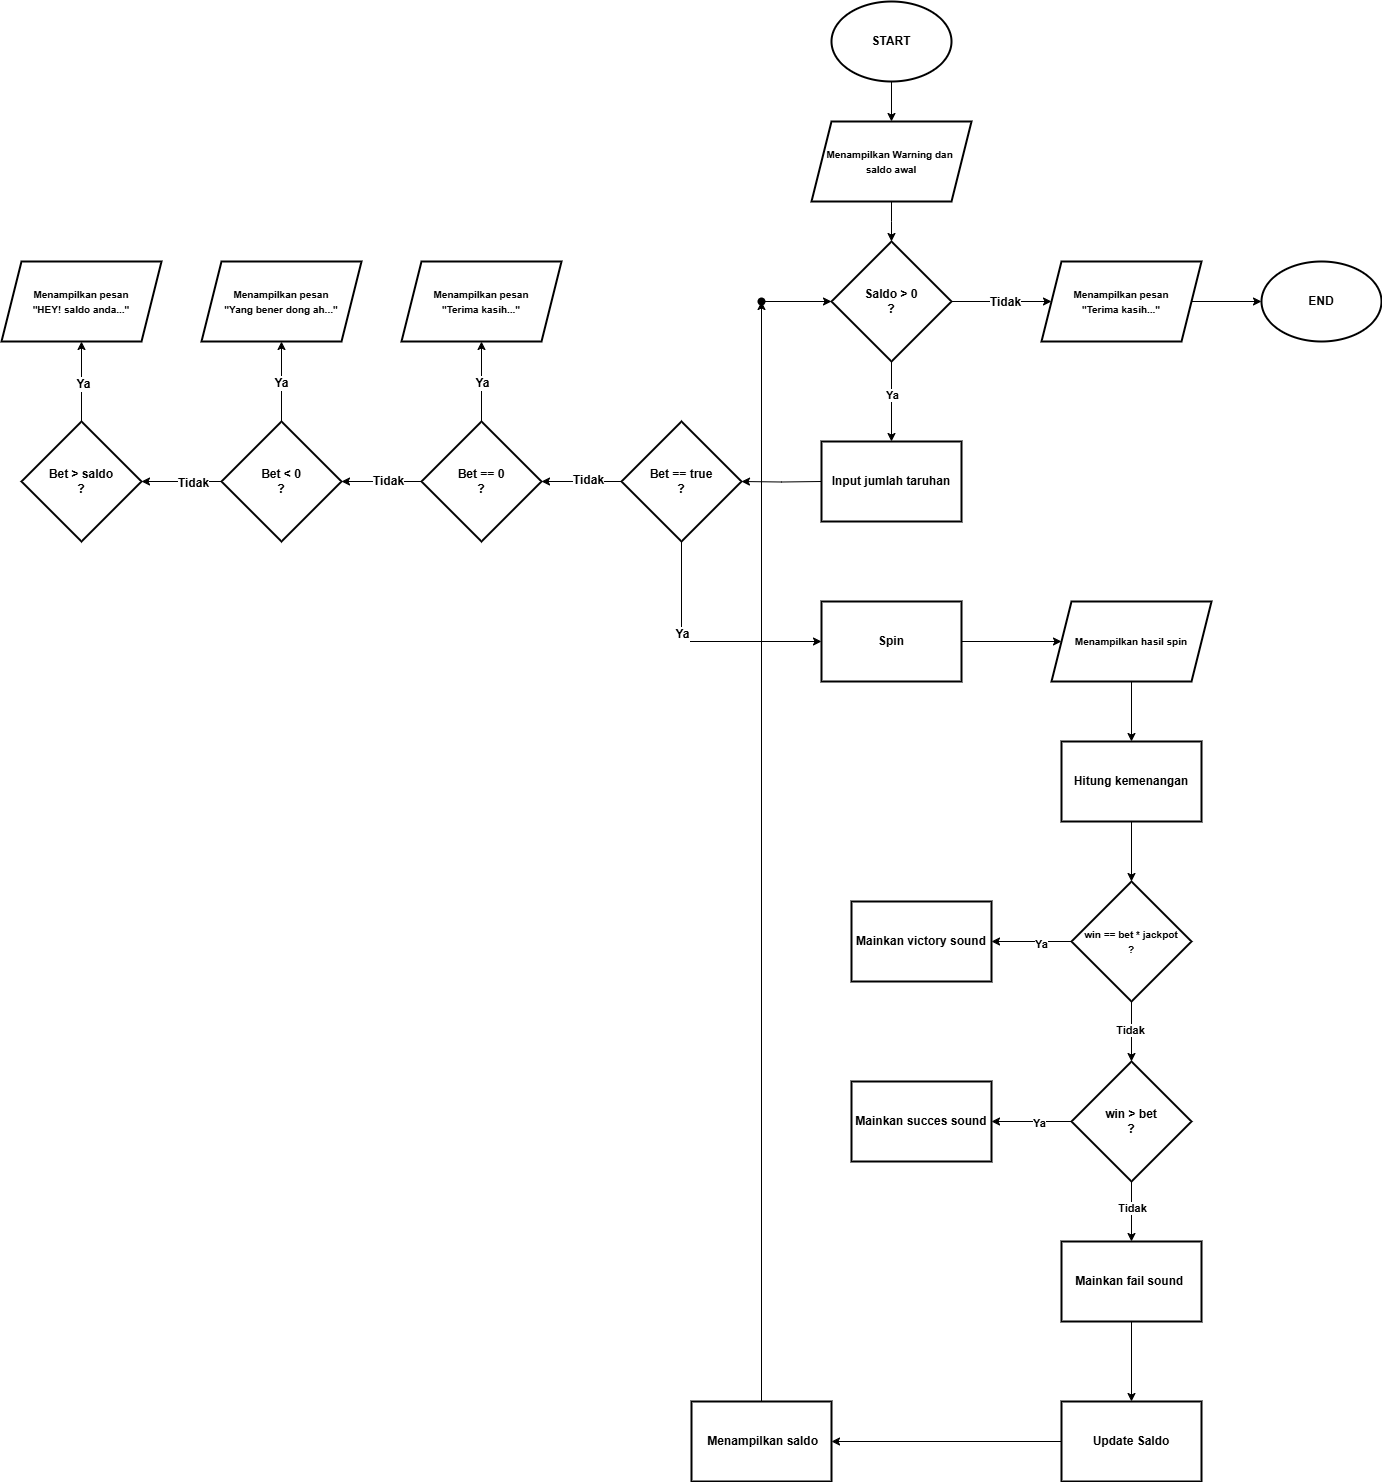 START
Menampilkan Warning dan
saldo awal
Saldo > 0
?
Tidak
Menampilkan pesan
"Terima kasih..."
END
Ya
Input jumlah taruhan
Bet == true
?
Tidak
Bet == 0
?
Ya
Menampilkan pesan
"Terima kasih..."
Tidak
Bet < 0
?
Ya
Menampilkan pesan
"Yang bener dong ah..."
Tidak
Bet > saldo
?
Ya
Menampilkan pesan
"HEY! saldo anda..."
Ya
Spin
Menampilkan hasil spin
Hitung kemenangan
win == bet * jackpot
?
Ya
Mainkan victory sound
Tidak
win > bet
?
Ya
Mainkan succes sound
Tidak
Mainkan fail sound
Update Saldo
Menampilkan saldo